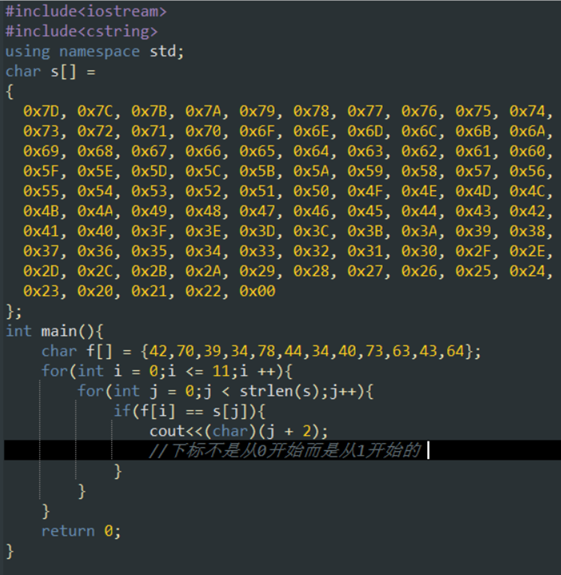 #include<iostream>
#include<cstring>
using namespace std;
char s[] =
{
  0x7D, 0x7C, 0x7B, 0x7A, 0x79, 0x78, 0x77, 0x76, 0x75, 0x74,
  0x73, 0x72, 0x71, 0x70, 0x6F, 0x6E, 0x6D, 0x6C, 0x6B, 0x6A,
  0x69, 0x68, 0x67, 0x66, 0x65, 0x64, 0x63, 0x62, 0x61, 0x60,
  0x5F, 0x5E, 0x5D, 0x5C, 0x5B, 0x5A, 0x59, 0x58, 0x57, 0x56,
  0x55, 0x54, 0x53, 0x52, 0x51, 0x50, 0x4F, 0x4E, 0x4D, 0x4C,
  0x4B, 0x4A, 0x49, 0x48, 0x47, 0x46, 0x45, 0x44, 0x43, 0x42,
  0x41, 0x40, 0x3F, 0x3E, 0x3D, 0x3C, 0x3B, 0x3A, 0x39, 0x38,
  0x37, 0x36, 0x35, 0x34, 0x33, 0x32, 0x31, 0x30, 0x2F, 0x2E,
  0x2D, 0x2C, 0x2B, 0x2A, 0x29, 0x28, 0x27, 0x26, 0x25, 0x24,
  0x23, 0x20, 0x21, 0x22, 0x00
};
int main(){
    char f[] = {42,70,39,34,78,44,34,40,73,63,43,64};
    for(int i = 0;i <= 11;i ++){
        for(int j = 0;j < strlen(s);j++){
            if(f[i] == s[j]){
                cout<<(char)(j + 2);
                //下标不是从0开始而是从1开始的
            }
        }
    }
    return 0;
}